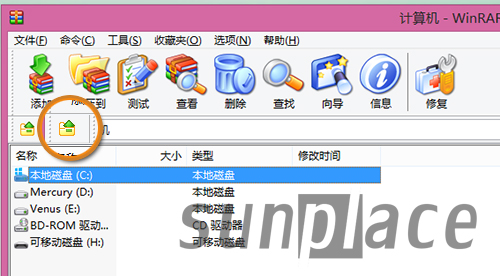 计算机 - WinRAR
文件(F) 命令(C) 工具(S) 收藏夹(O) 选项(N) 帮助(H)
添加 测试 查看 删除 查找 向导 信息 修复
机
名称 大小 类型 修改时间
本地磁盘 (C:) 本地磁盘
Mercury (D:) 本地磁盘
Venus (E:) 本地磁盘
BD-ROM 驱动... CD 驱动器
可移动磁盘 (H:) 可移动磁盘
sunplace